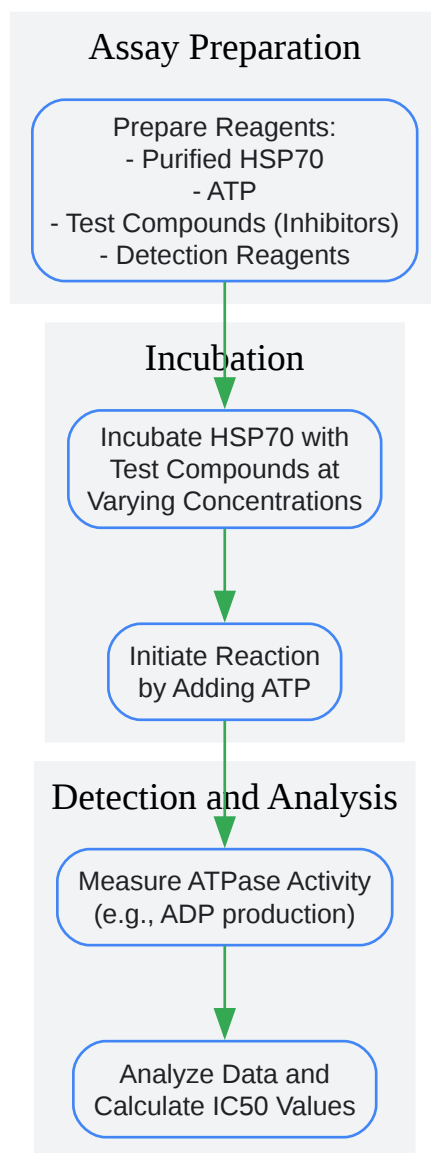 Assay Preparation
Prepare Reagents:
- Purified HSP70
- ATP
- Test Compounds (Inhibitors)
- Detection Reagents
Incubation
Incubate HSP70 with
Test Compounds at
Varying Concentrations
Initiate Reaction
by Adding ATP
Detection and Analysis
Measure ATPase Activity
(e.g., ADP production)
Analyze Data and
Calculate IC50 Values